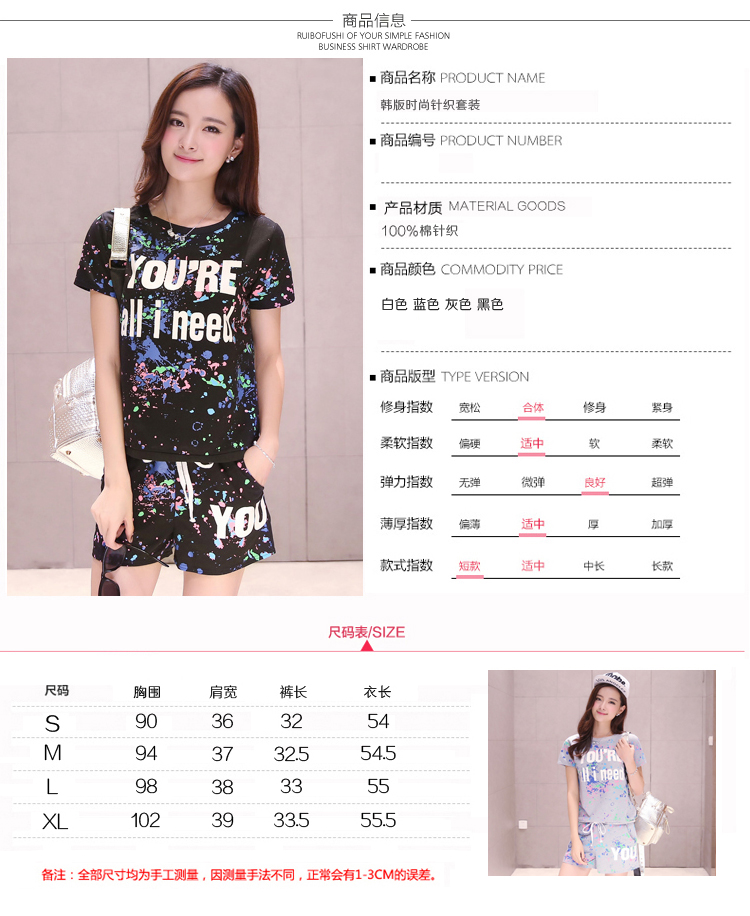 商品信息
RUIBOFUSHI OF YOUR SIMPLE FASHION
BUSINESS SHIRT WARDROBE
YOU'RE
all i need
YOU
商品名称 PRODUCT NAME
韩版时尚针织套装
商品编号 PRODUCT NUMBER
产品材质 MATERIAL GOODS
100%棉针织
商品颜色 COMMODITY PRICE
白色 蓝色 灰色 黑色
商品版型 TYPE VERSION
修身指数 宽松 合体 修身 紧身
柔软指数 偏硬 适中 软 柔软
弹力指数 无弹 微弹 良好 超弹
薄厚指数 偏薄 适中 厚 加厚
款式指数 短款 适中 中长 长款
尺码表/SIZE
尺码 胸围 肩宽 裤长 衣长
S 90 36 32 54
M 94 37 32.5 54.5
L 98 38 33 55
XL 102 39 33.5 55.5
备注：全部尺寸均为手工测量，因测量手法不同，正常会有1-3CM的误差。
YOU'RE
all i need
YOU